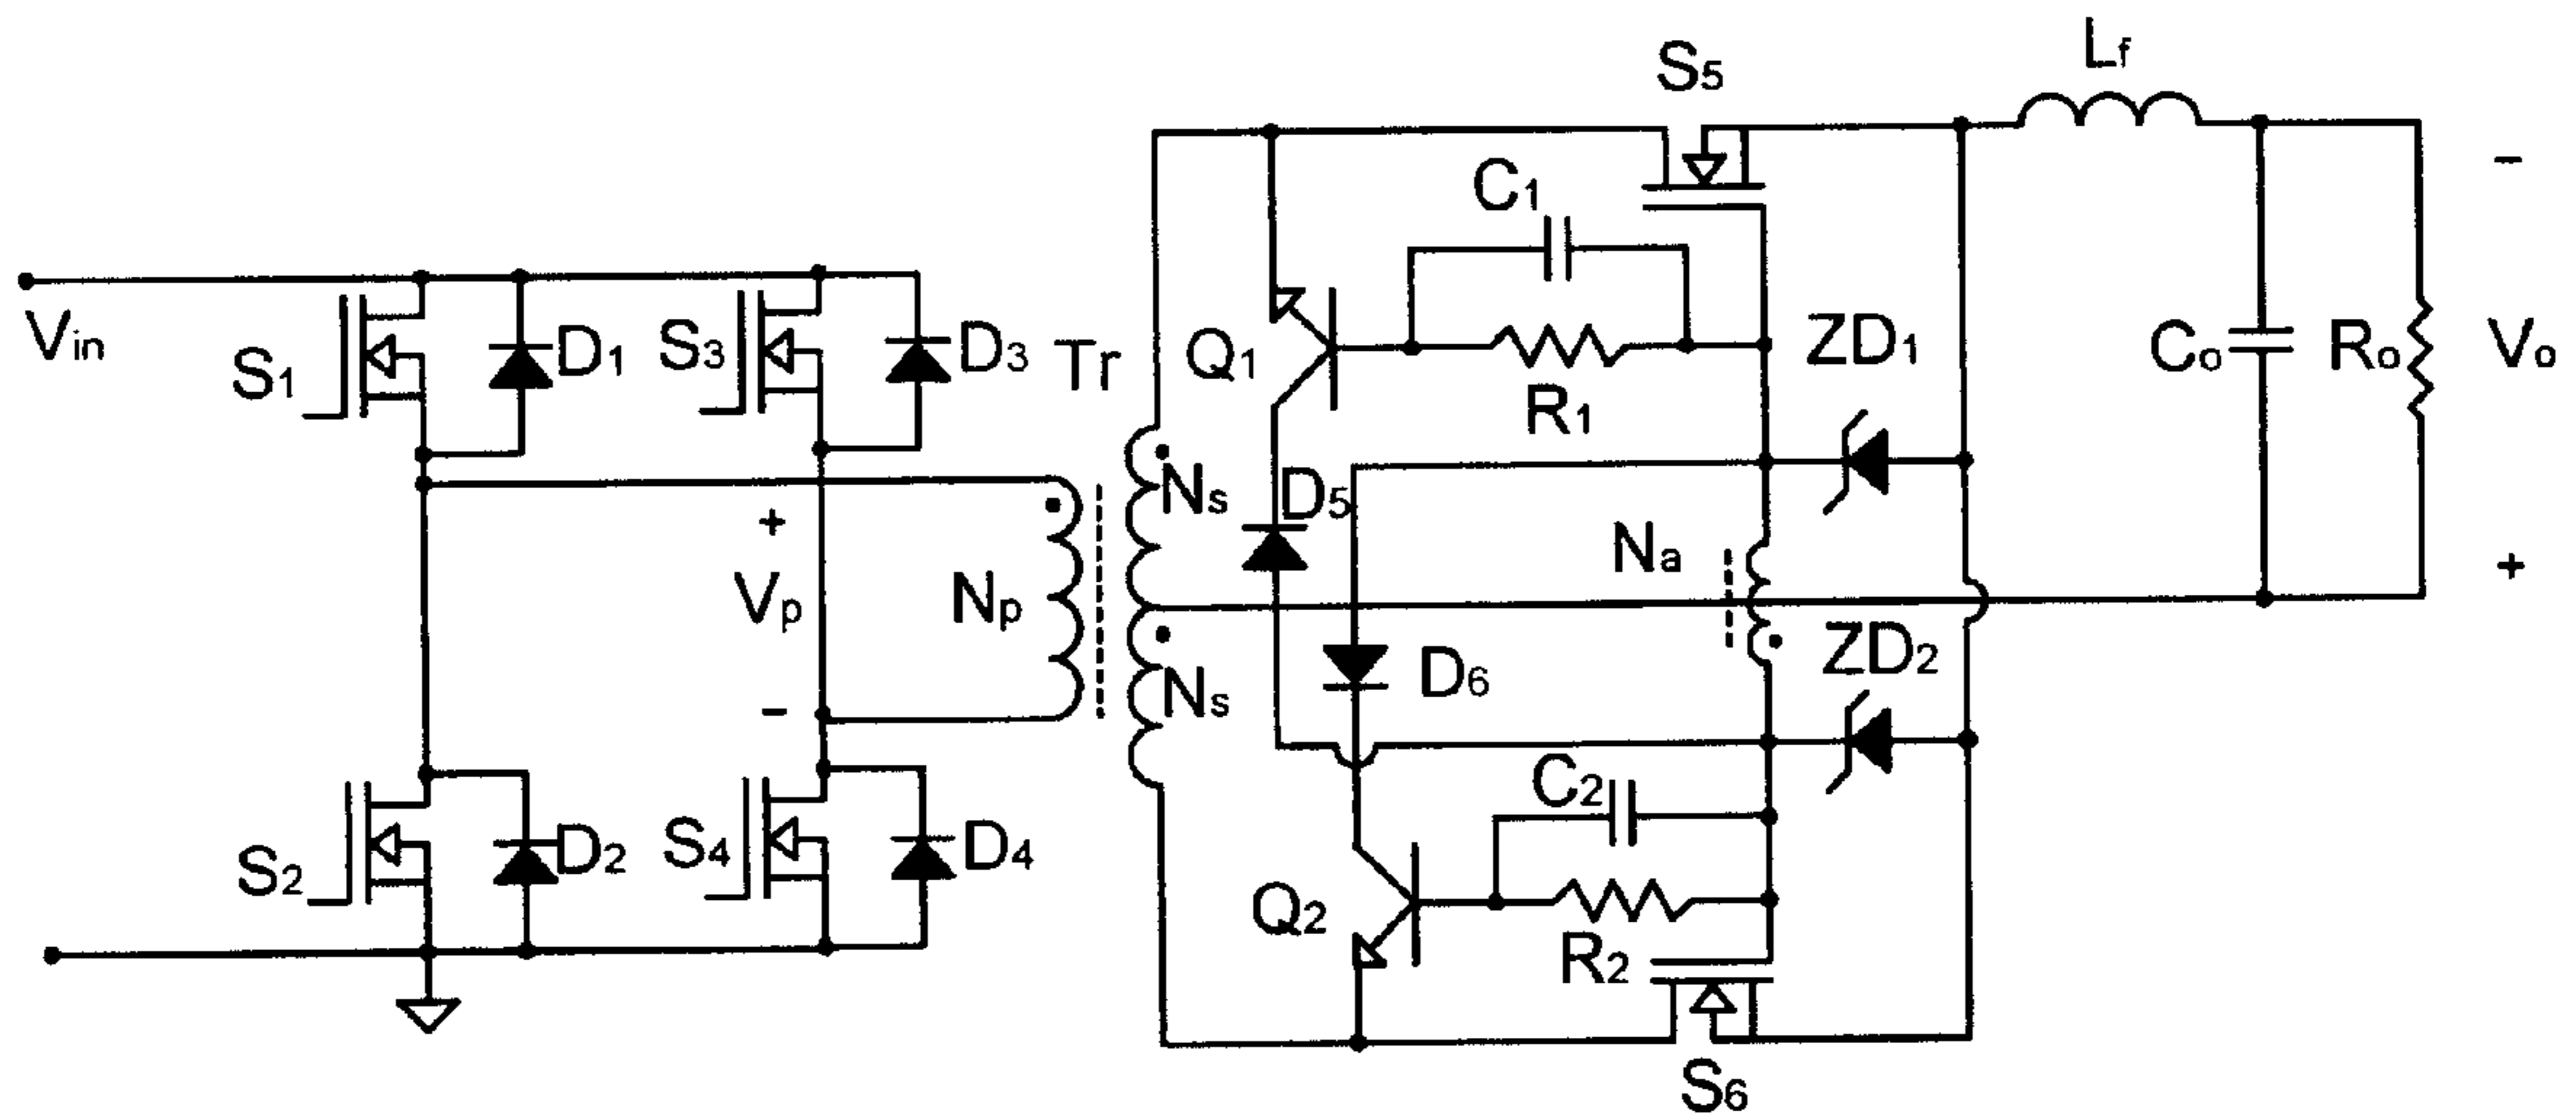 Vin
S1
D1
S3
D3
Vp
+
-
Np
Tr
S2
D2
S4
D4
Ns
Ns
Q1
D5
C1
R1
S5
Na
D6
ZD1
ZD2
C2
R2
Q2
S6
Lf
Co
Ro
-
Vo
+